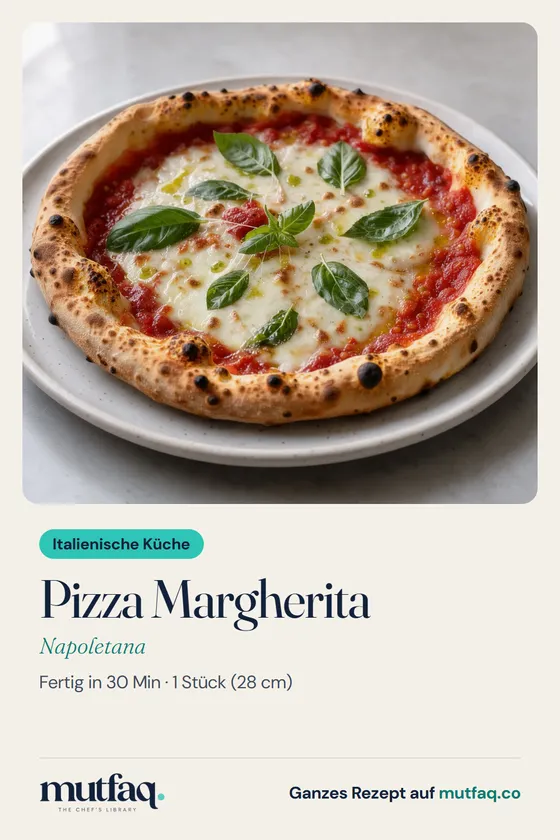 Italienische Küche
Pizza Margherita
Napoletana
Fertig in 30 Min · 1 Stück (28 cm)
mutfaq.
THE CHEF'S LIBRARY
Ganzes Rezept auf mutfaq.co